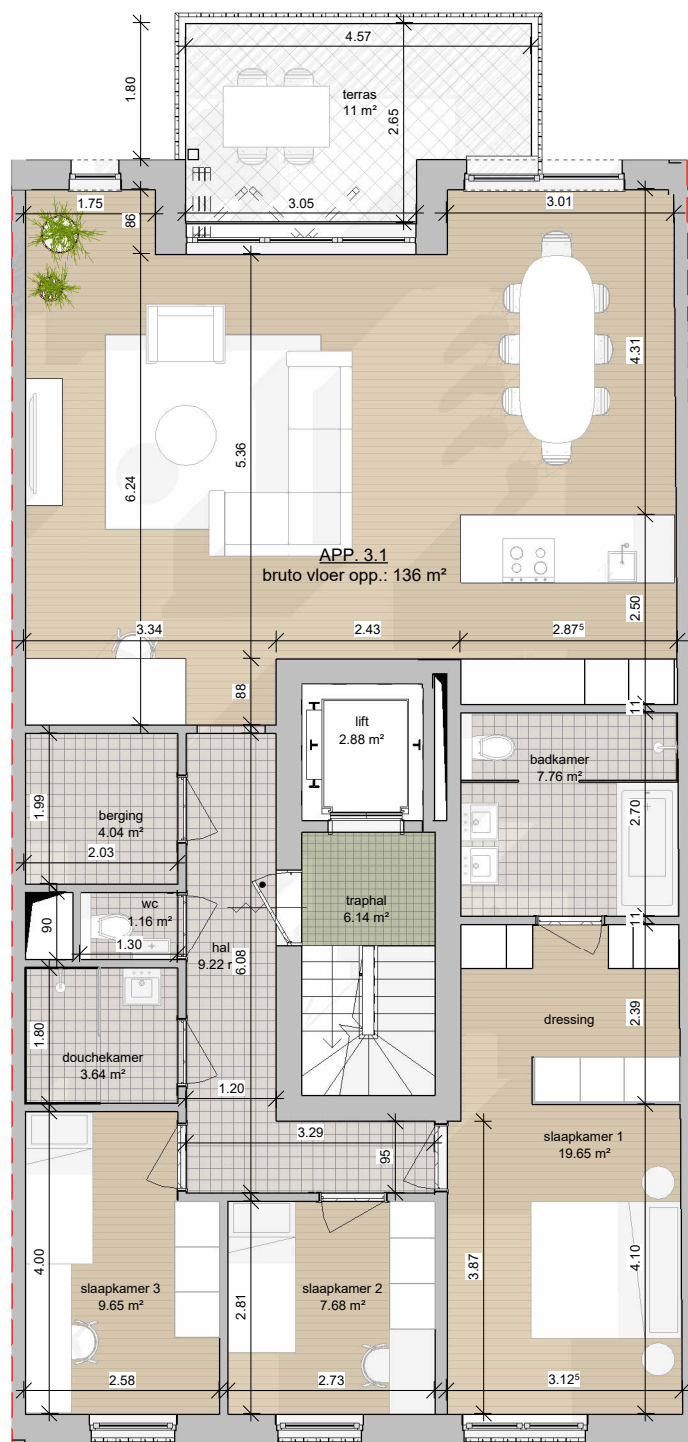 4.57
1.80
terras
11 m²
2.65
1.75
86
3.05
3.01
4.31
5.36
6.24
APP. 3.1
bruto vloer opp.: 136 m²
2.50
3.34
2.43
2.87⁵
88
lift
2.88 m²
11
badkamer
7.76 m²
1.99
berging
4.04 m²
2.70
2.03
traphal
6.14 m²
wc
1.16 m²
90
11
1.30
hal
9.22
6.08
dressing
2.39
1.80
douchekamer
3.64 m²
1.20
3.29
95
slaapkamer 1
19.65 m²
4.00
3.87
4.10
slaapkamer 3
9.65 m²
2.81
slaapkamer 2
7.68 m²
2.58
2.73
3.12⁵